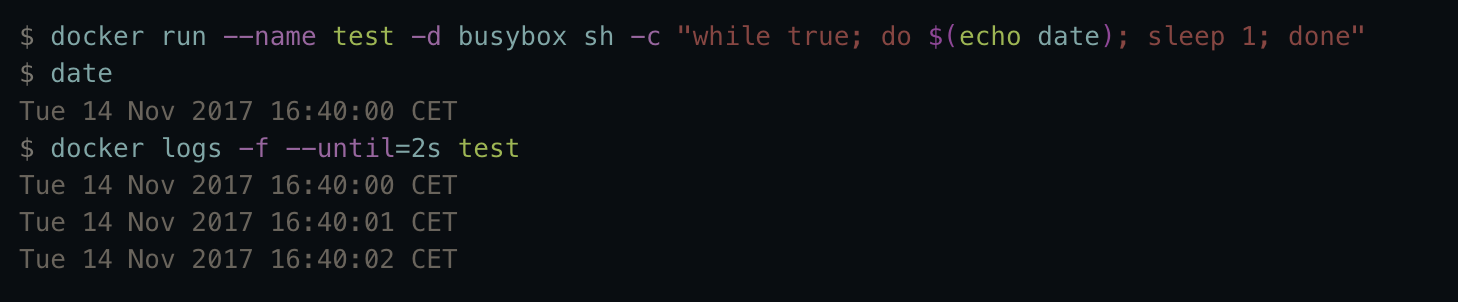 $ docker run --name test -d busybox sh -c "while true; do $(echo date); sleep 1; done"
$ date
Tue 14 Nov 2017 16:40:00 CET
$ docker logs -f --until=2s test
Tue 14 Nov 2017 16:40:00 CET
Tue 14 Nov 2017 16:40:01 CET
Tue 14 Nov 2017 16:40:02 CET